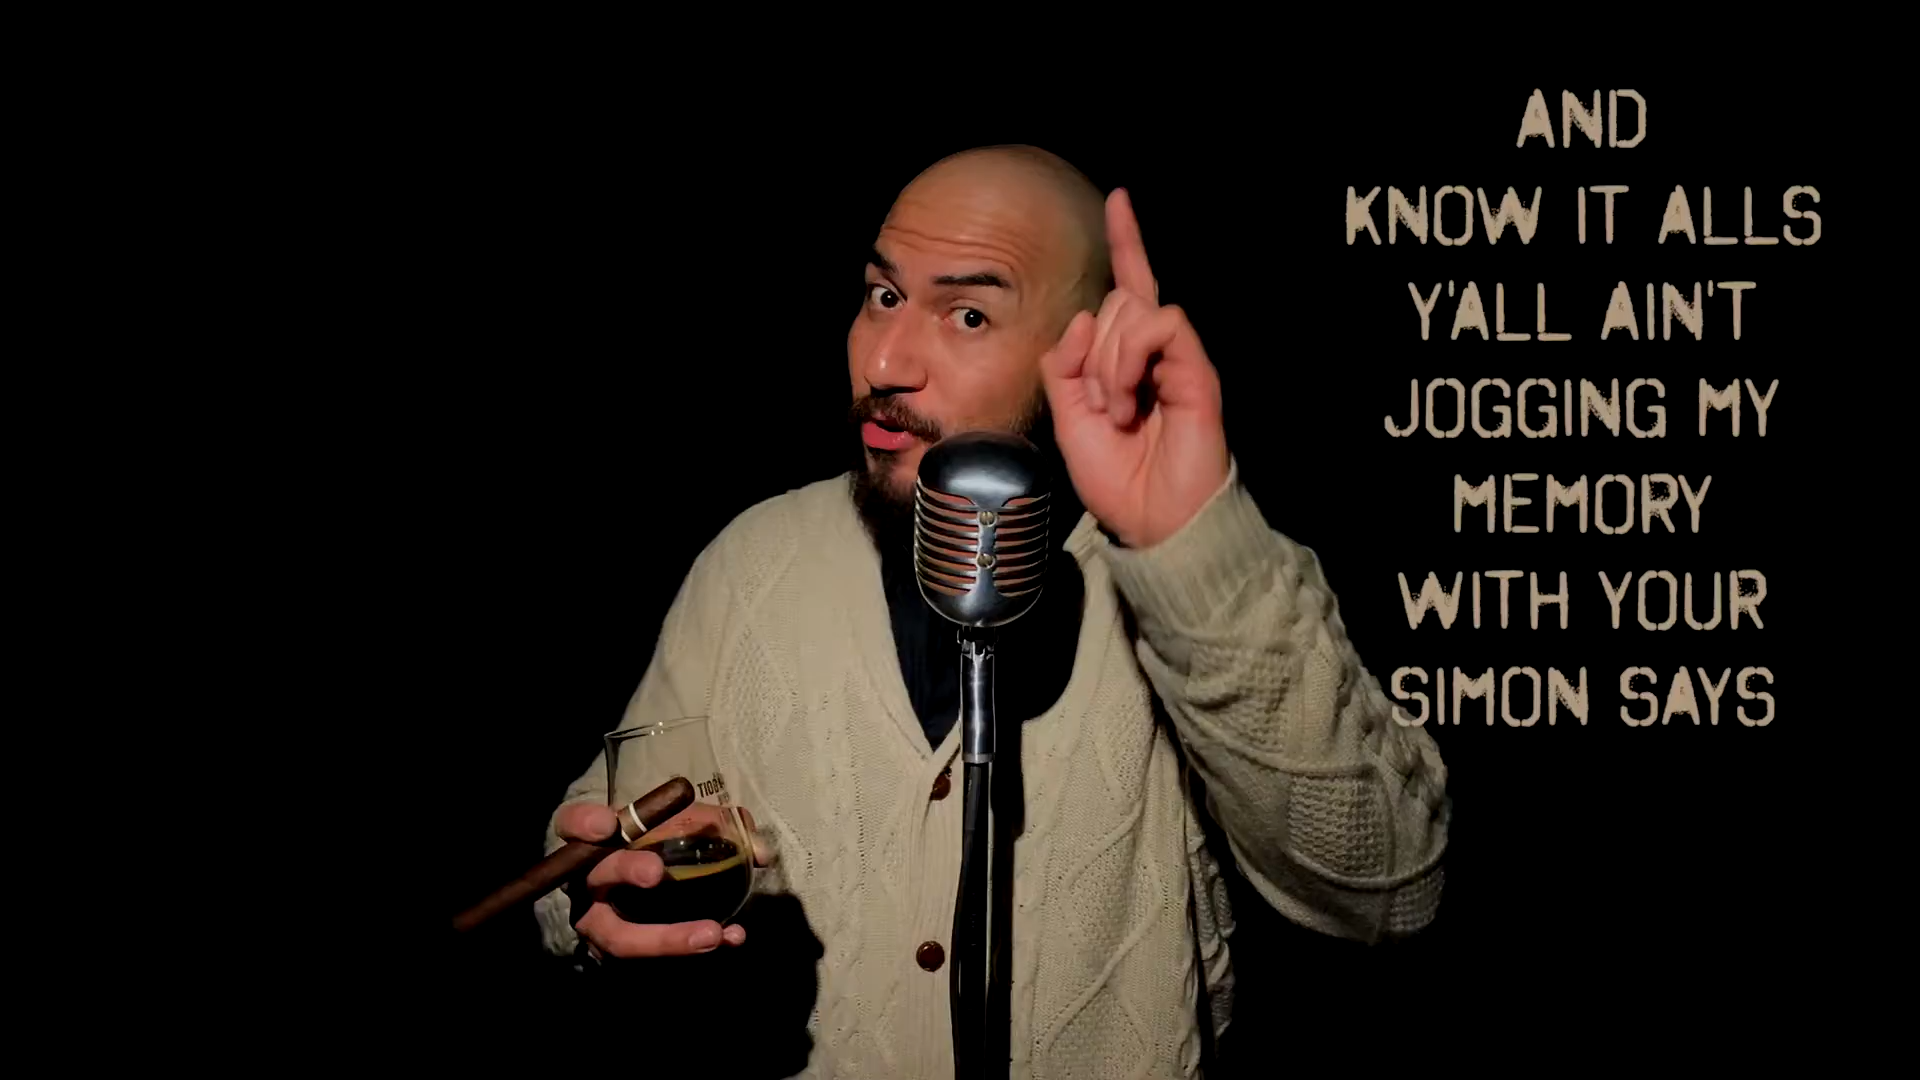 AND
KNOW IT ALLS
Y'ALL AIN'T
JOGGING MY
MEMORY
WITH YOUR
SIMON SAYS